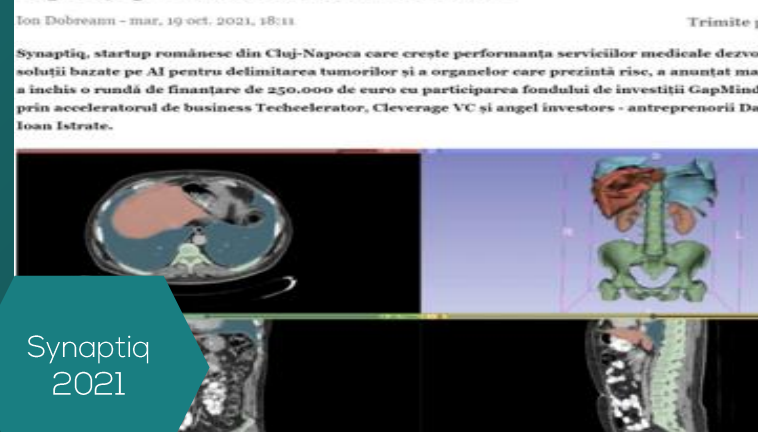 Ion Dobreanu – mar, 19 oct. 2021, 18:11
Trimite
Synaptiq, startup românesc din Cluj-Napoca care crește performanța serviciilor medicale dezvo
soluții bazate pe AI pentru delimitarea tumorilor și a organelor care prezintă risc, a anunțat ma
a închis o rundă de finanțare de 250.000 de euro cu participarea fondului de investiții GapMind
prin acceleratorul de business Techcelerator, Cleverage VC și angel investors - antreprenorii Da
Ioan Istrate.
R
L
Synaptiq
2021